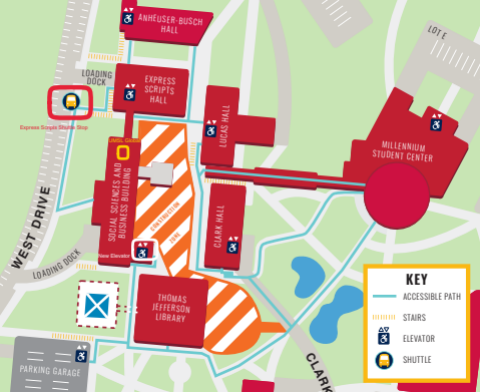 ANHEUSER-BUSCH
HALL
LOT E
LOADING
DOCK
EXPRESS
SCRIPTS
HALL
Express Scripts Shuttle Stop
LUCAS HALL
MILLENNIUM
STUDENT CENTER
SOCIAL SCIENCES AND
BUSINESS BUILDING
CONSTRUCTION
ZONE
CLARK HALL
WEST DRIVE
New Elevator
LOADING DOCK
THOMAS
JEFFERSON
LIBRARY
PARKING GARAGE
CLARK
KEY
ACCESSIBLE PATH
STAIRS
ELEVATOR
SHUTTLE